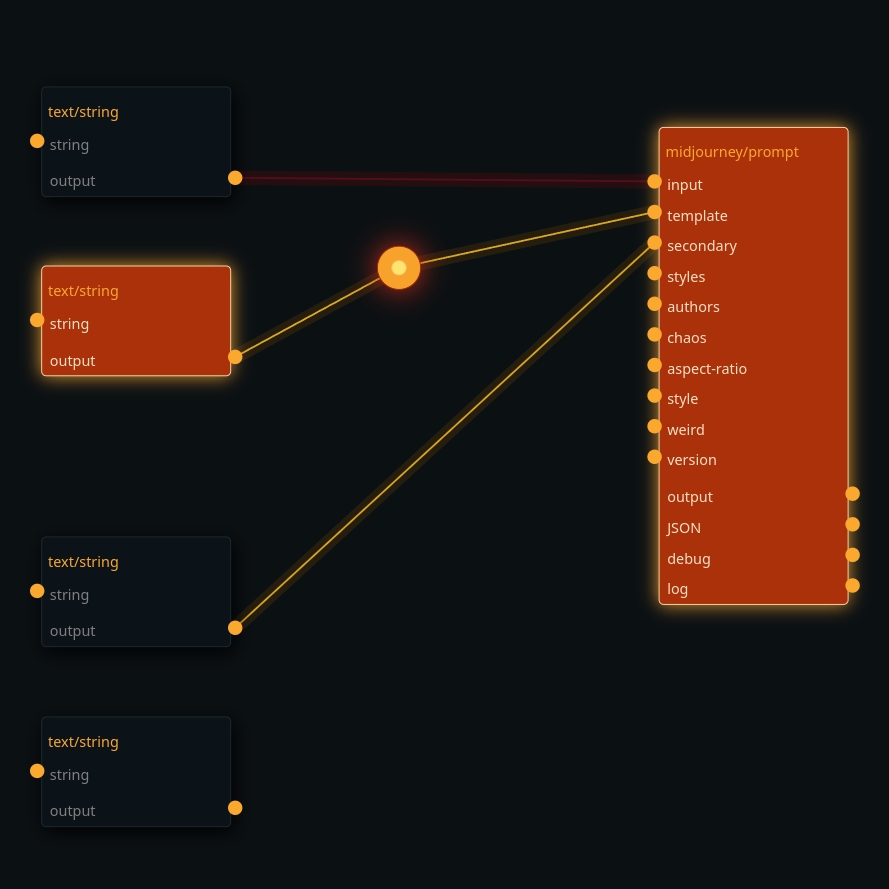 text/string
string
output
text/string
string
output
text/string
string
output
text/string
string
output
midjourney/prompt
input
template
secondary
styles
authors
chaos
aspect-ratio
style
weird
version
output
JSON
debug
log